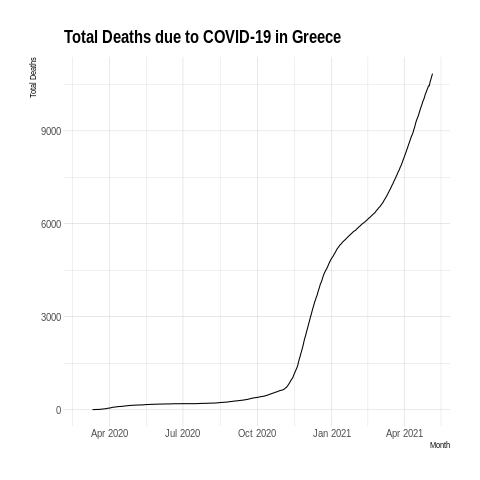 Total Deaths due to COVID-19 in Greece
Total Deaths
9000
6000
3000
0
Apr 2020 Jul 2020 Oct 2020 Jan 2021 Apr 2021
Month